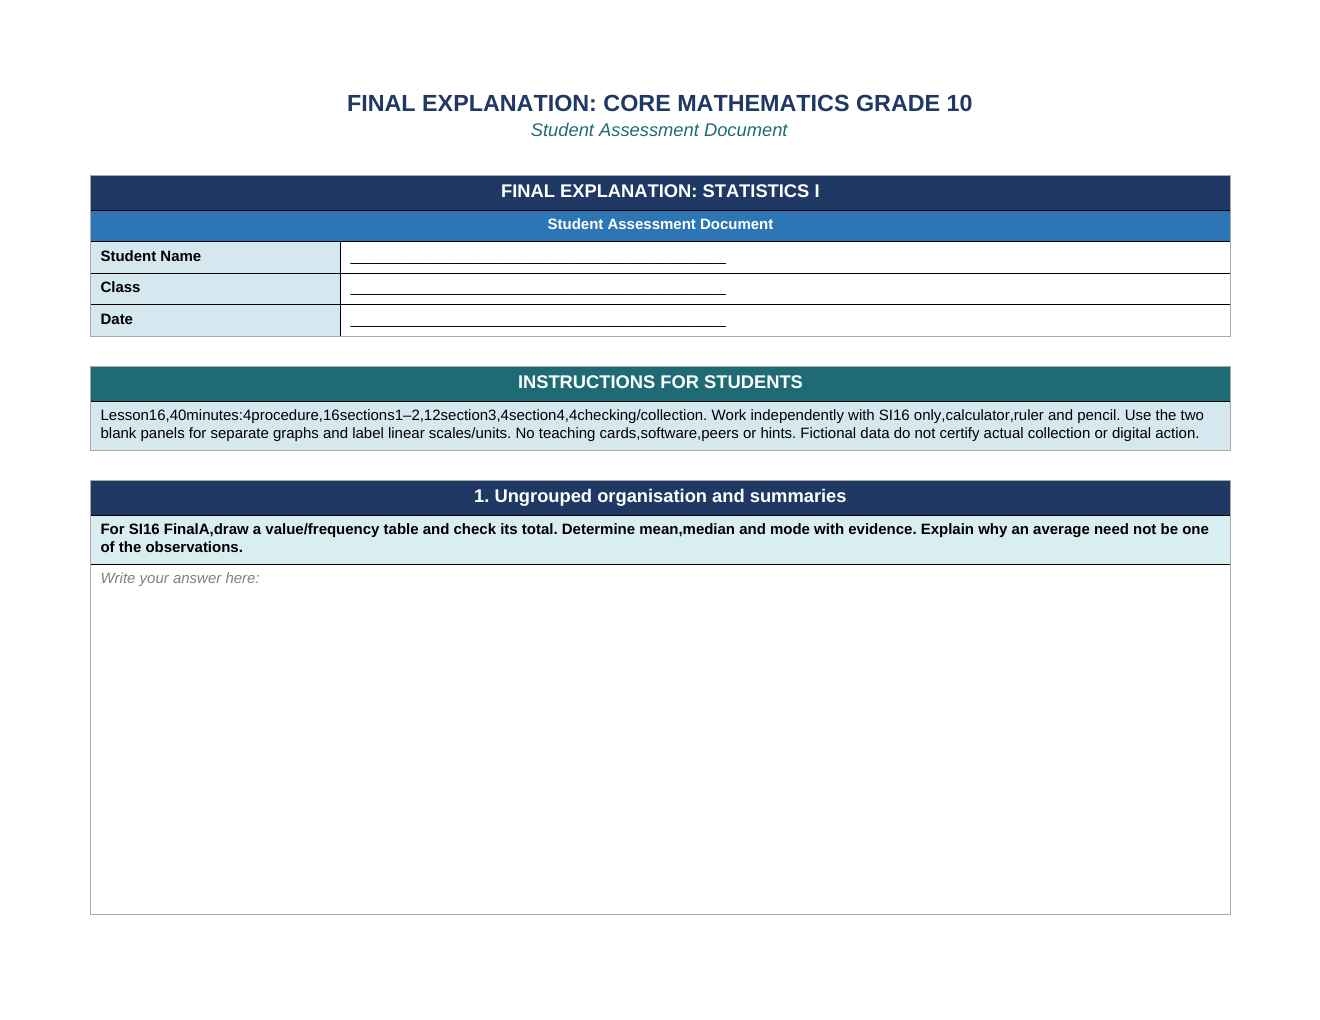 FINAL EXPLANATION: CORE MATHEMATICS GRADE 10
Student Assessment Document
FINAL EXPLANATION: STATISTICS I
Student Assessment Document
Student Name
Class
Date
INSTRUCTIONS FOR STUDENTS
Lesson16,40minutes:4procedure,16sections1–2,12section3,4section4,4checking/collection. Work independently with SI16 only,calculator,ruler and pencil. Use the two
blank panels for separate graphs and label linear scales/units. No teaching cards,software,peers or hints. Fictional data do not certify actual collection or digital action.
1. Ungrouped organisation and summaries
For SI16 FinalA,draw a value/frequency table and check its total. Determine mean,median and mode with evidence. Explain why an average need not be one
of the observations.
Write your answer here: